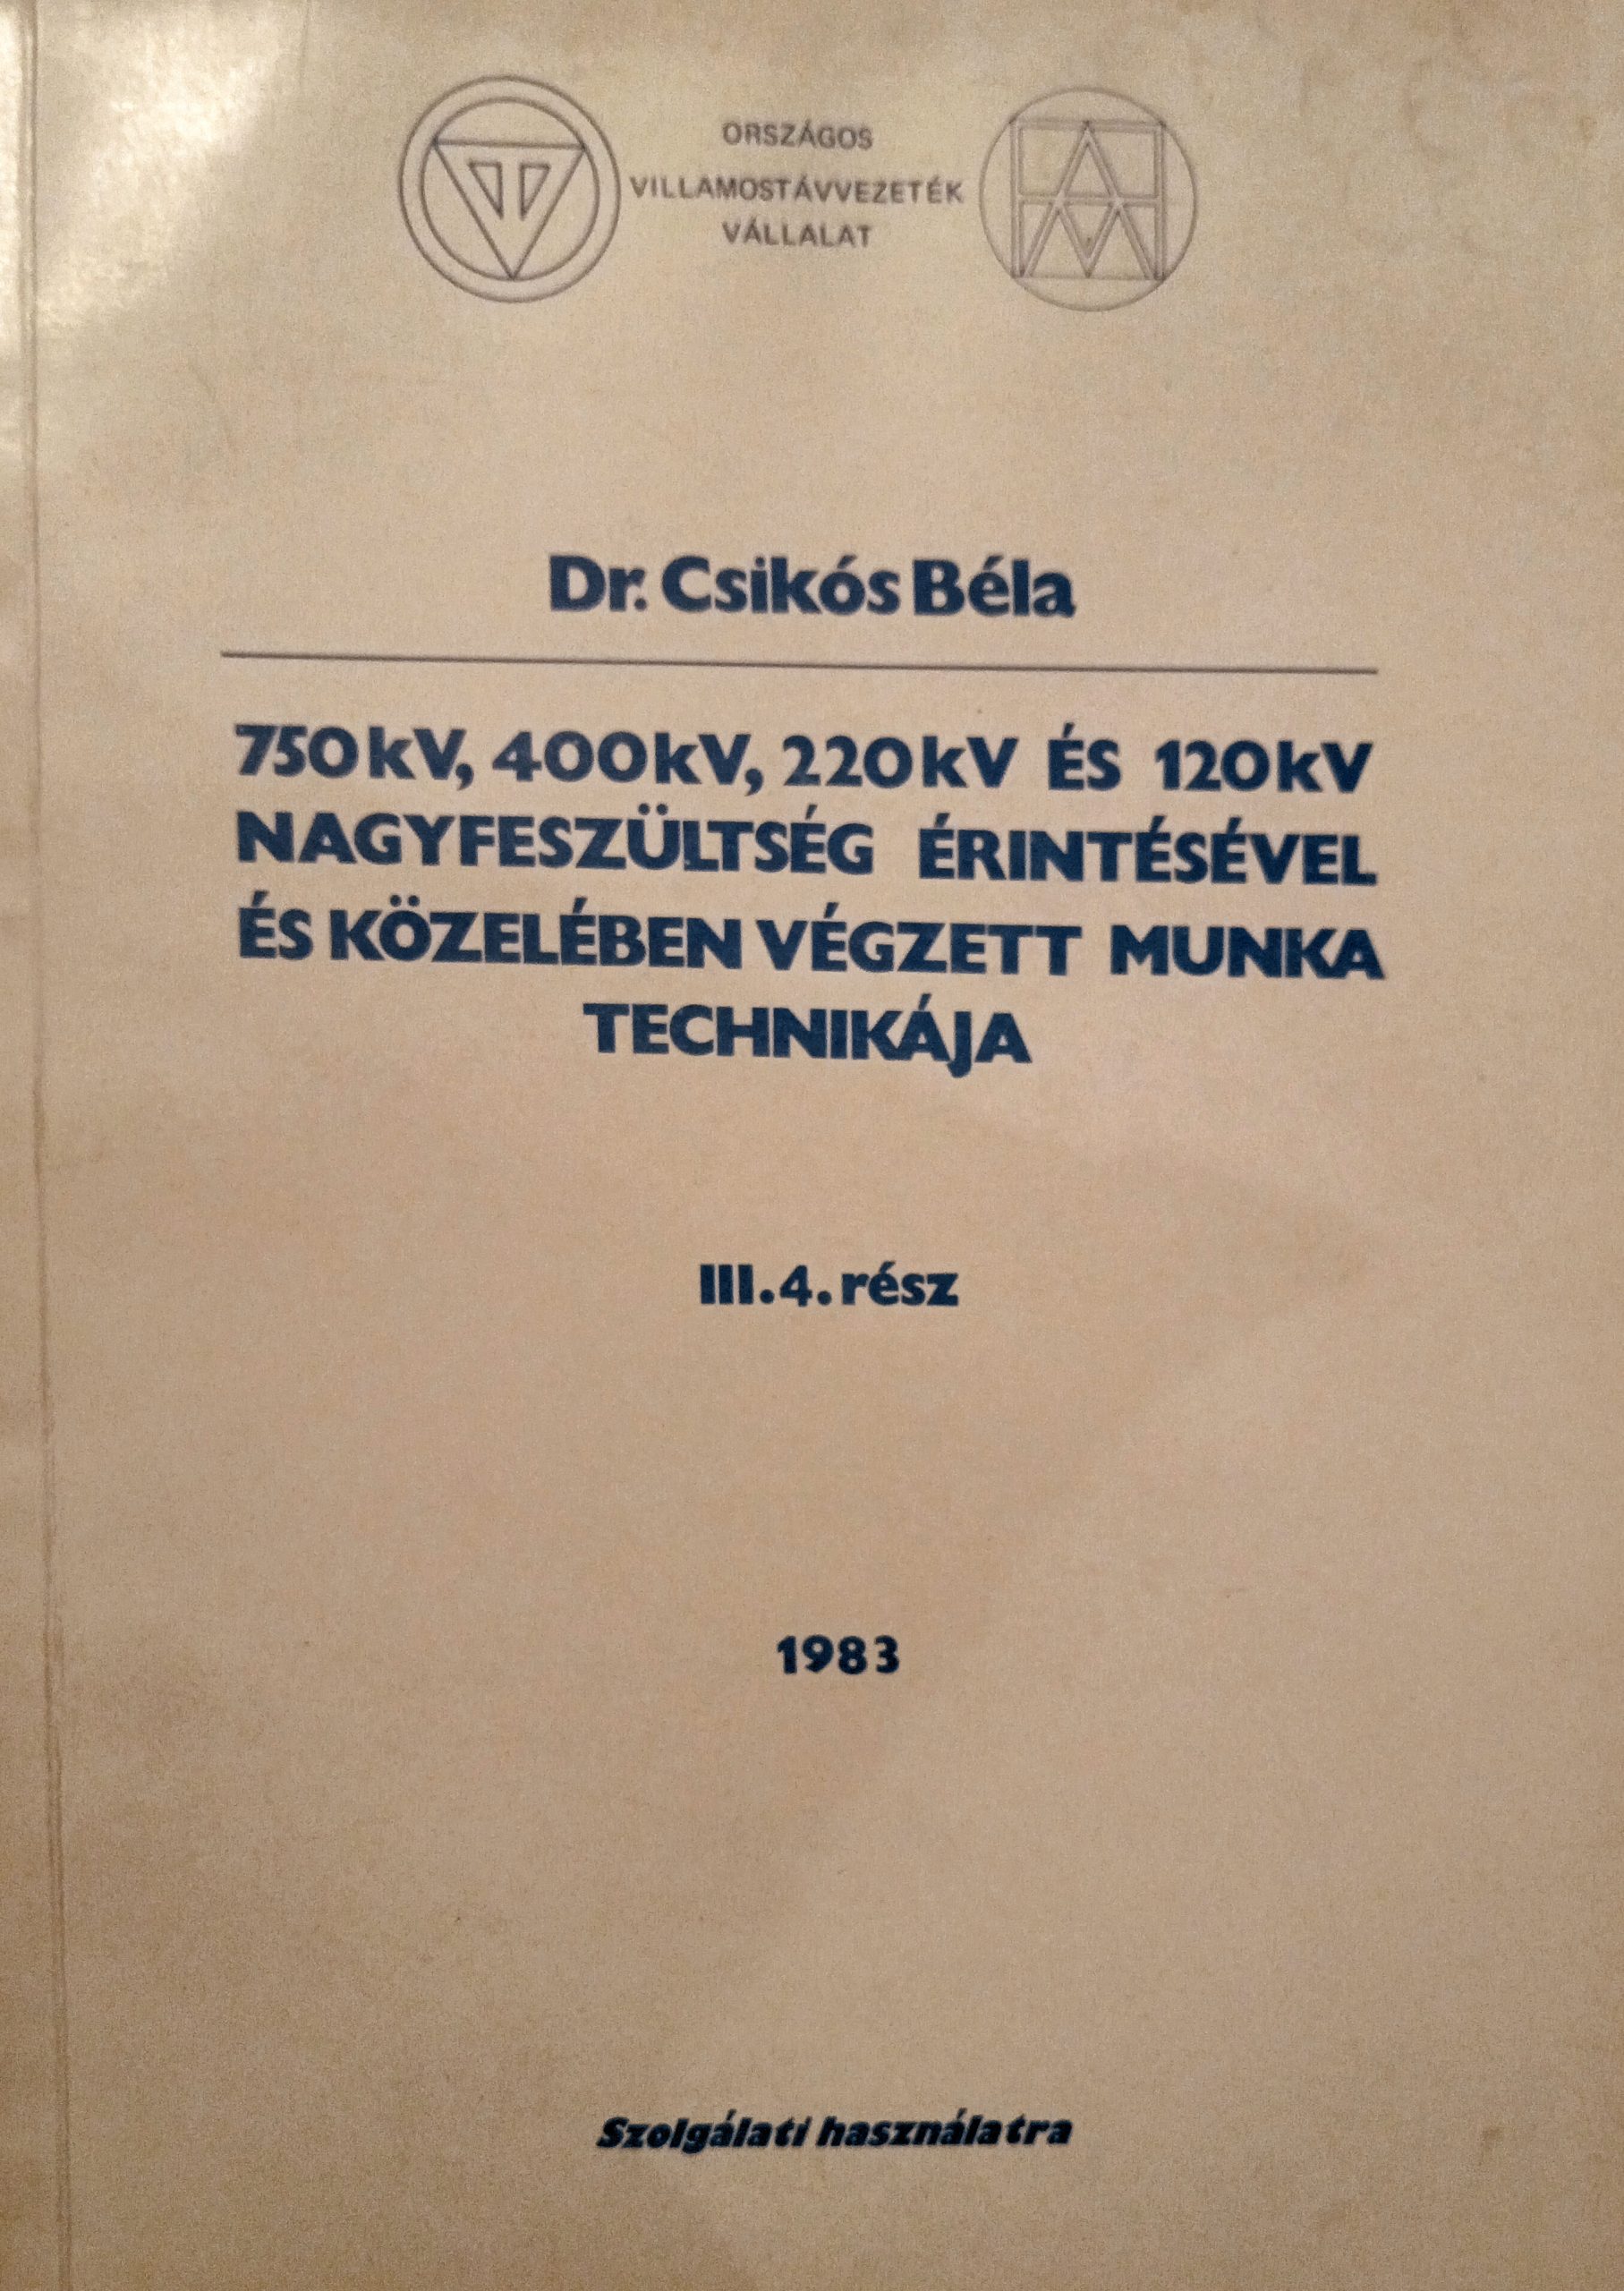 ORSZÁGOS
VILLAMOSTÁVVEZETÉK
VÁLLALAT
Dr. Csikós Béla
750kV, 400kV, 220kV ÉS 120kV
NAGYFESZÜLTSÉG ÉRINTÉSÉVEL
ÉS KÖZELÉBEN VÉGZETT MUNKA
TECHNIKÁJA
III.4. rész
1983
Szolgálati használatra